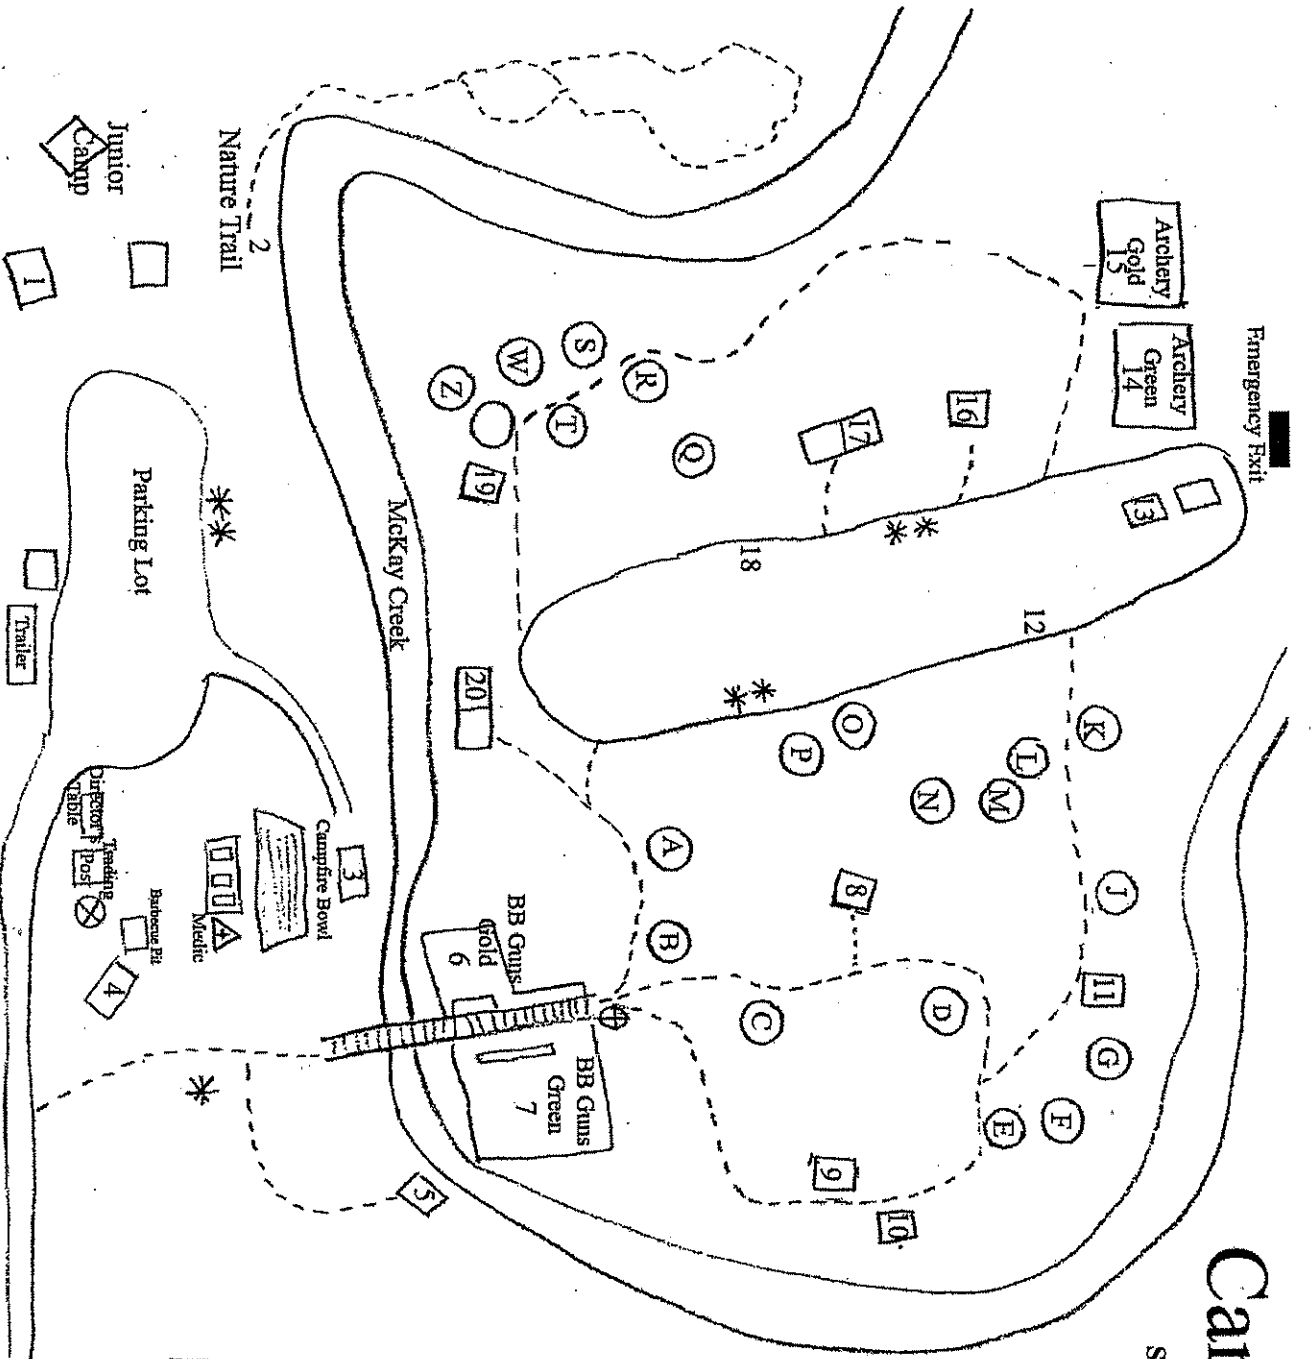 Car
s
Emergency Exit
Archery
Gold
15
Archery
Green
14
13
16
17
12
18
K
L
M
N
O
P
J
11
G
F
E
D
C
8
9
10
Q
R
S
T
W
Z
19
20
A
B
BB Guns
Gold
6
BB Guns
Green
7
McKay Creek
Nature Trail
2
Junior
Camp
1
Parking Lot
Trailer
3
Campfire Bowl
Medic
Barbecue Pit
Trading
Post
Director's
Table
4
5